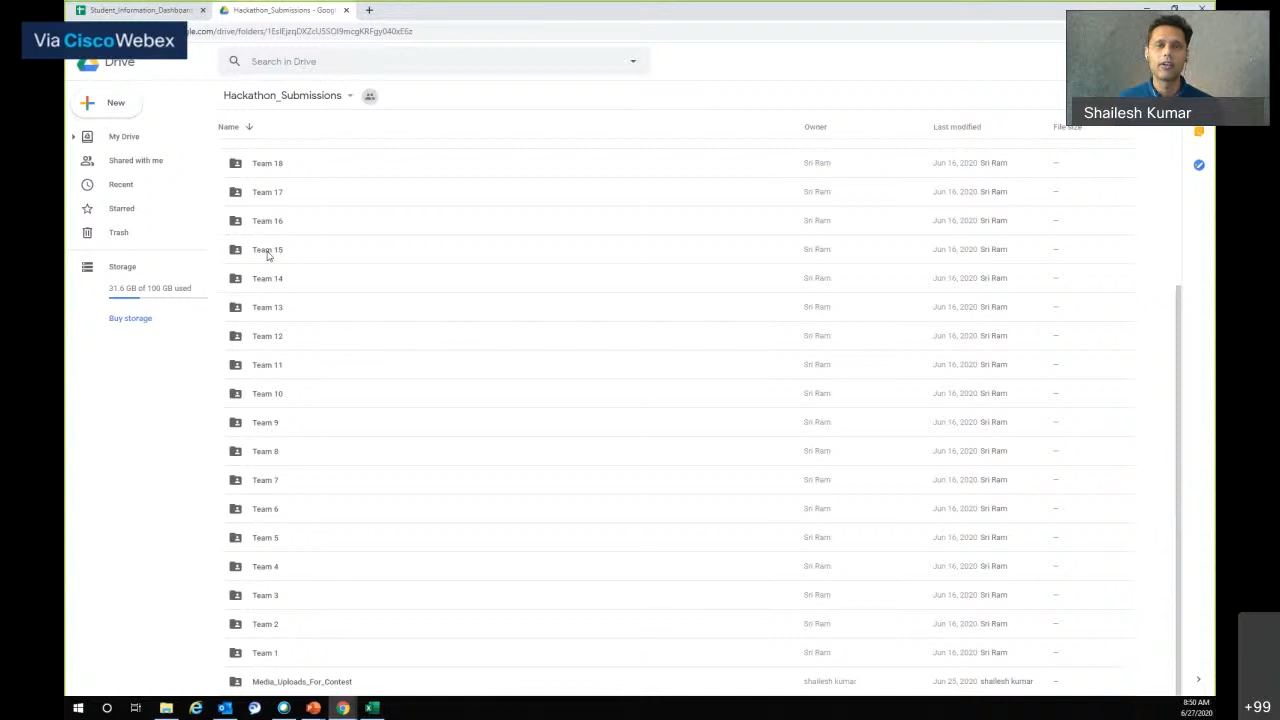 Student_Information_Dashboard
Hackathon_Submissions - Googl
Via CiscoWebex
Drive
Search in Drive
New
Hackathon_Submissions
Shailesh Kumar
Name
Owner
Last modified
File size
My Drive
Shared with me
Recent
Starred
Trash
Storage
31.6 GB of 100 GB used
Buy storage
Team 18 Sri Ram Jun 16, 2020 Sri Ram —
Team 17 Sri Ram Jun 16, 2020 Sri Ram —
Team 16 Sri Ram Jun 16, 2020 Sri Ram —
Team 15 Sri Ram Jun 16, 2020 Sri Ram —
Team 14 Sri Ram Jun 16, 2020 Sri Ram —
Team 13 Sri Ram Jun 16, 2020 Sri Ram —
Team 12 Sri Ram Jun 16, 2020 Sri Ram —
Team 11 Sri Ram Jun 16, 2020 Sri Ram —
Team 10 Sri Ram Jun 16, 2020 Sri Ram —
Team 9 Sri Ram Jun 16, 2020 Sri Ram —
Team 8 Sri Ram Jun 16, 2020 Sri Ram —
Team 7 Sri Ram Jun 16, 2020 Sri Ram —
Team 6 Sri Ram Jun 16, 2020 Sri Ram —
Team 5 Sri Ram Jun 16, 2020 Sri Ram —
Team 4 Sri Ram Jun 16, 2020 Sri Ram —
Team 3 Sri Ram Jun 16, 2020 Sri Ram —
Team 2 Sri Ram Jun 16, 2020 Sri Ram —
Team 1 Sri Ram Jun 16, 2020 Sri Ram —
Media_Uploads_For_Contest shailesh kumar Jun 25, 2020 shailesh kumar —
8:50 AM
6/27/2020
+99